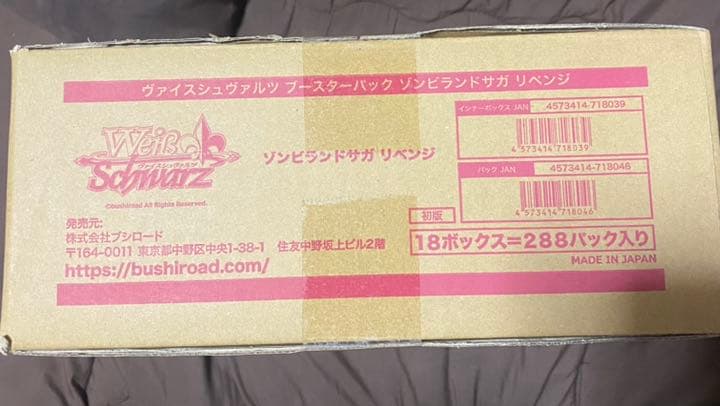 ヴァイスシュヴァルツ ブースターパック ゾンビランドサガ リベンジ
Weiß
ヴァイスシュヴァルツ
Schwarz
©bushiroad All Rights Reserved.
ゾンビランドサガ リベンジ
インナーボックス JAN 4573414-718039
4 573414 718039
パック JAN 4573414-718046
4 573414 718046
発売元:
株式会社ブシロード
〒164-0011 東京都中野区中央1-38-1 住友中野坂上ビル2階
https://bushiroad.com/
初版
18ボックス=288パック入り
MADE IN JAPAN